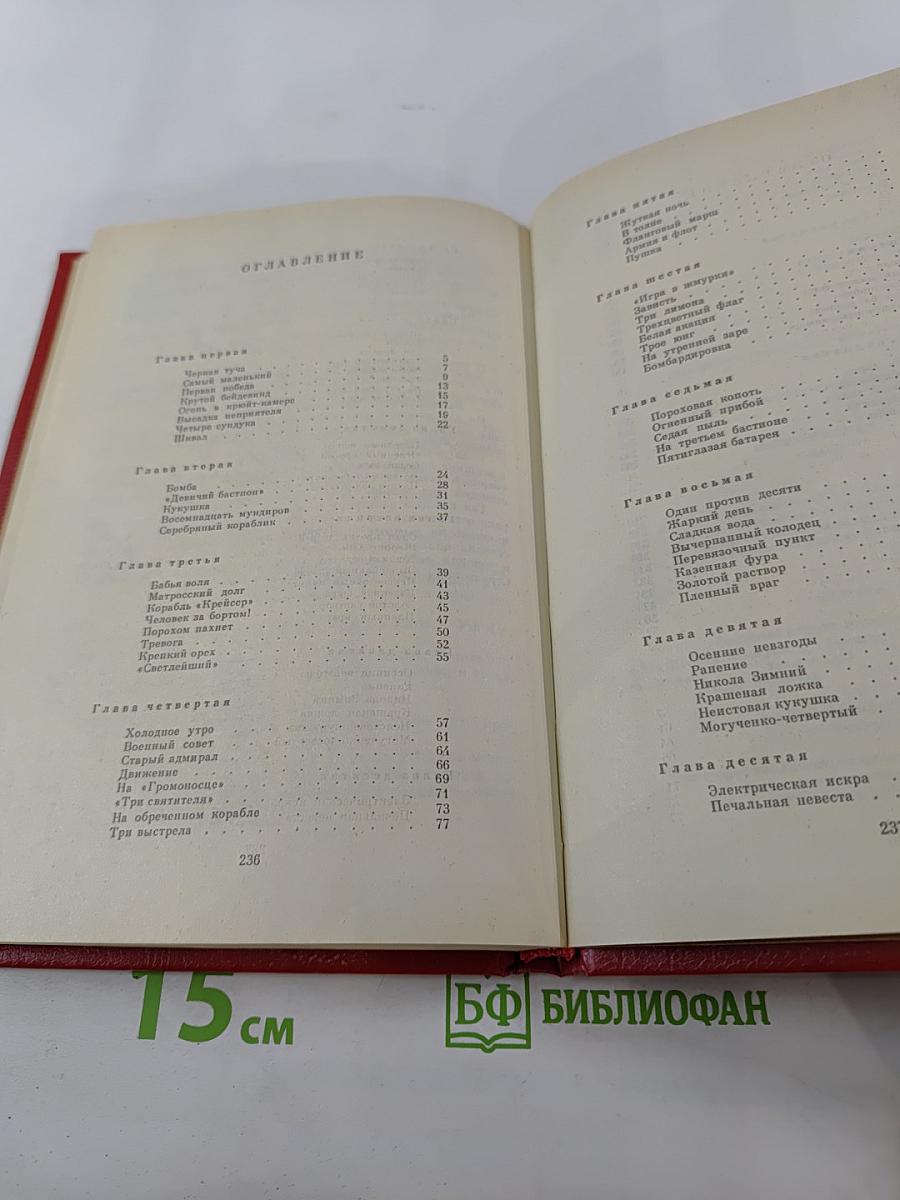 ОГЛАВЛЕНИЕ
Глава первая
Черная туча 5
Самый маленький 7
Первая победа 9
Крутой бейдевинд 13
Огонь в крюйт-камере 15
Высадка неприятеля 17
Четыре сундука 19
Шквал 22
Глава вторая
Бомба 24
«Девичий бастион» 28
Кукушка 31
Восемнадцать мундиров 35
Серебряный кораблик 37
Глава третья
Бабья воля 39
Матросский долг 41
Корабль «Крейсер» 43
Человек за бортом! 45
Порохом пахнет 47
Тревога 50
Крепкий орех 52
«Светлейший» 55
Глава четвертая
Холодное утро 57
Военный совет 61
Старый адмирал 64
Движение 66
На «Громоносце» 69
«Три святителя» 71
На обреченном корабле 73
Три выстрела 77
236
Глава пятая
Жуткая ночь
В толпе
Фланговый марш
Армия и флот
Пушка
Глава шестая
«Игра в жмурки»
Зависть
Три лимона
Трехцветный флаг
Белая акация
Трое юнг
На утренней заре
Бомбардировка
Глава седьмая
Пороховая копоть
Огненный прибой
Седая пыль
На третьем бастионе
Пятиглазая батарея
Глава восьмая
Один против десяти
Жаркий день
Сладкая вода
Вычерпанный колодец
Перевязочный пункт
Казенная фура
Золотой раствор
Пленный враг
Глава девятая
Осенние невзгоды
Ранение
Никола Зимний
Крашеная ложка
Неистовая кукушка
Могученко-четвертый
Глава десятая
Электрическая искра
Печальная невеста
237
15 см
БФ БИБЛИОФАН